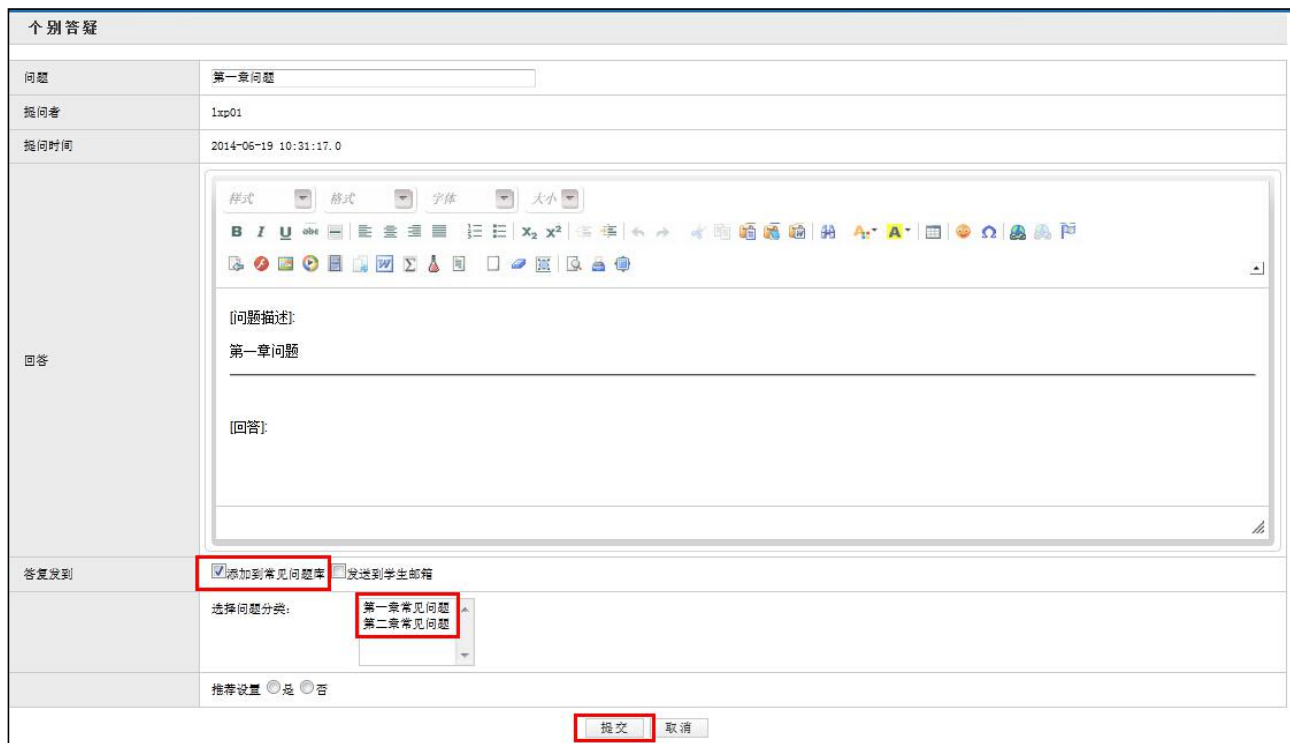 个别答疑
问题 第一章问题
提问者 lxp01
提问时间 2014-06-19 10:31:17.0
样式 格式 字体 大小
B I U abc X₂ X² A A Ω
W Σ
[问题描述]:
第一章问题
回答
[回答]:
答复发到 添加到常见问题库 发送到学生邮箱
选择问题分类: 第一章常见问题
第二章常见问题
推荐设置 是 否
提交 取消